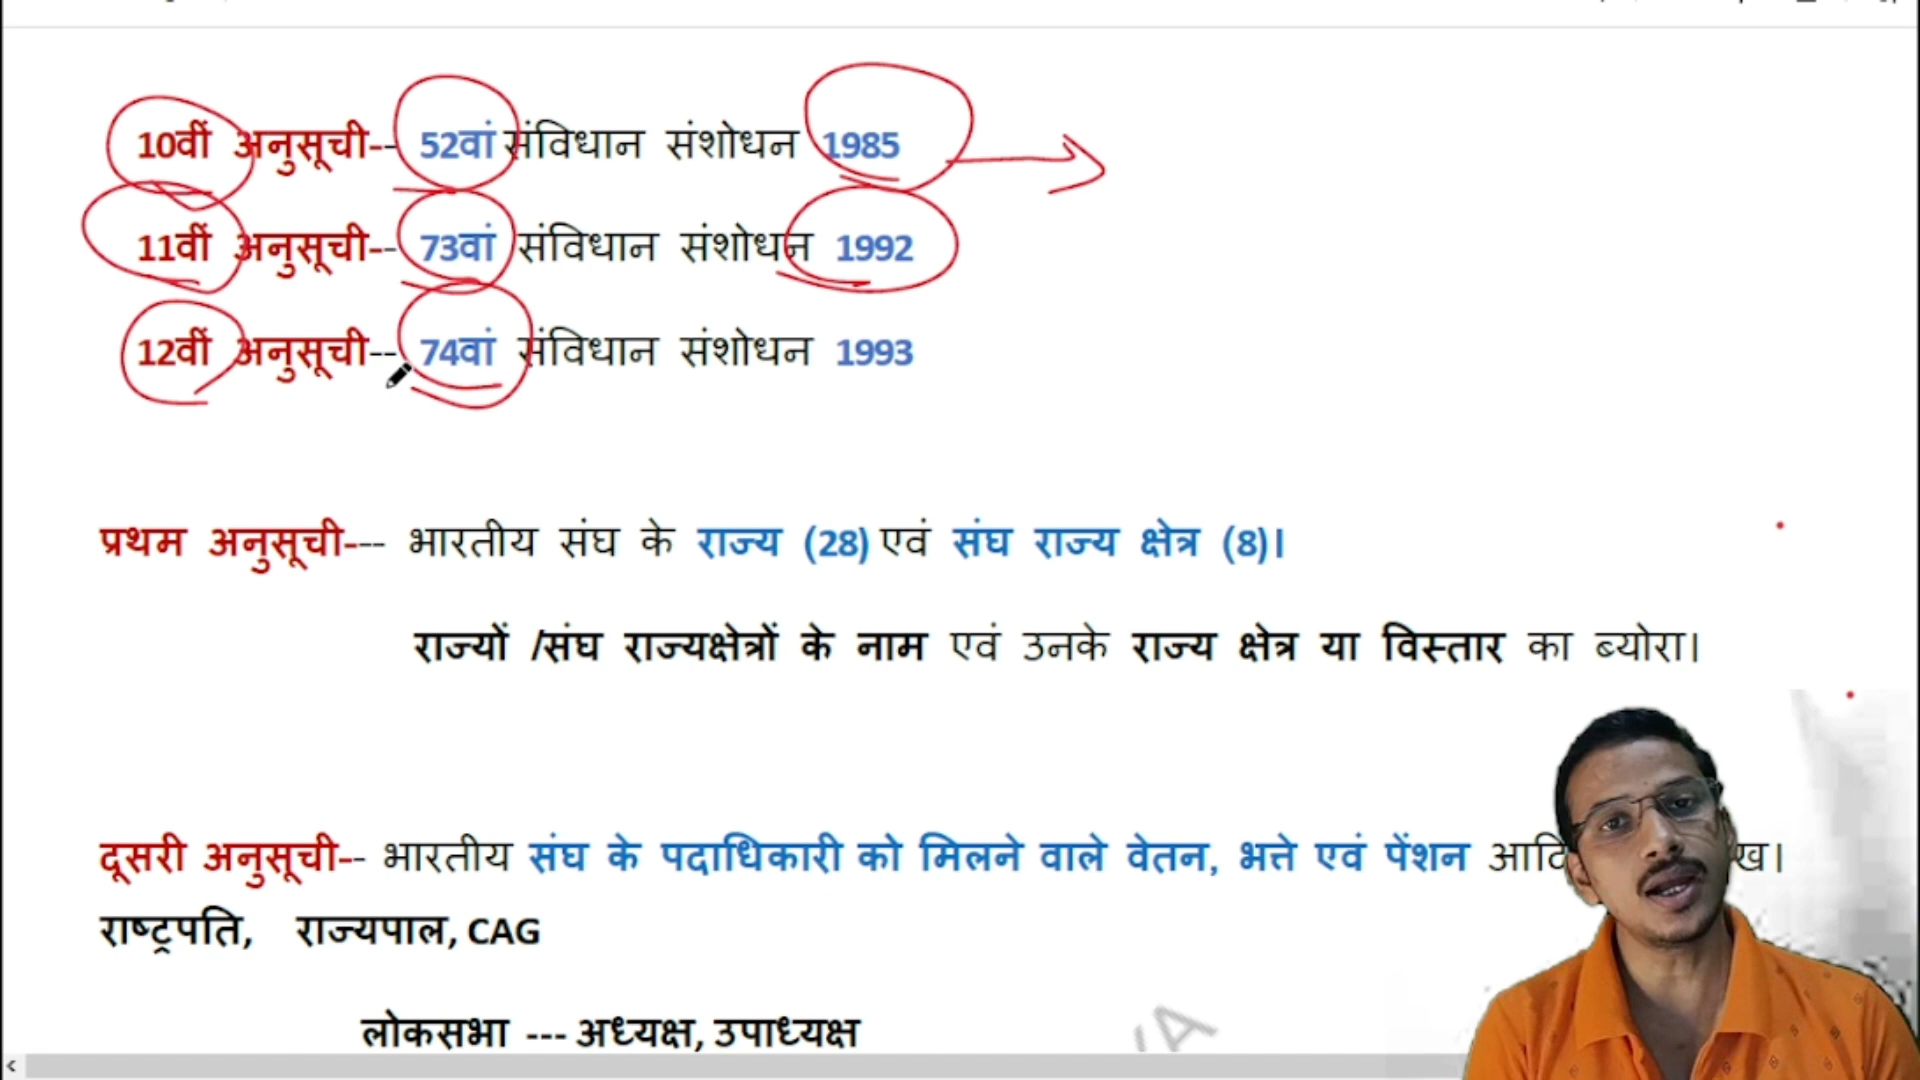 10वीं अनुसूची-- 52वां संविधान संशोधन 1985
11वीं अनुसूची-- 73वां संविधान संशोधन 1992
12वीं अनुसूची-- 74वां संविधान संशोधन 1993
प्रथम अनुसूची--- भारतीय संघ के राज्य (28) एवं संघ राज्य क्षेत्र (8)।
राज्यों /संघ राज्यक्षेत्रों के नाम एवं उनके राज्य क्षेत्र या विस्तार का ब्योरा।
दूसरी अनुसूची-- भारतीय संघ के पदाधिकारी को मिलने वाले वेतन, भत्ते एवं पेंशन
राष्ट्रपति, राज्यपाल, CAG
लोकसभा --- अध्यक्ष, उपाध्यक्ष